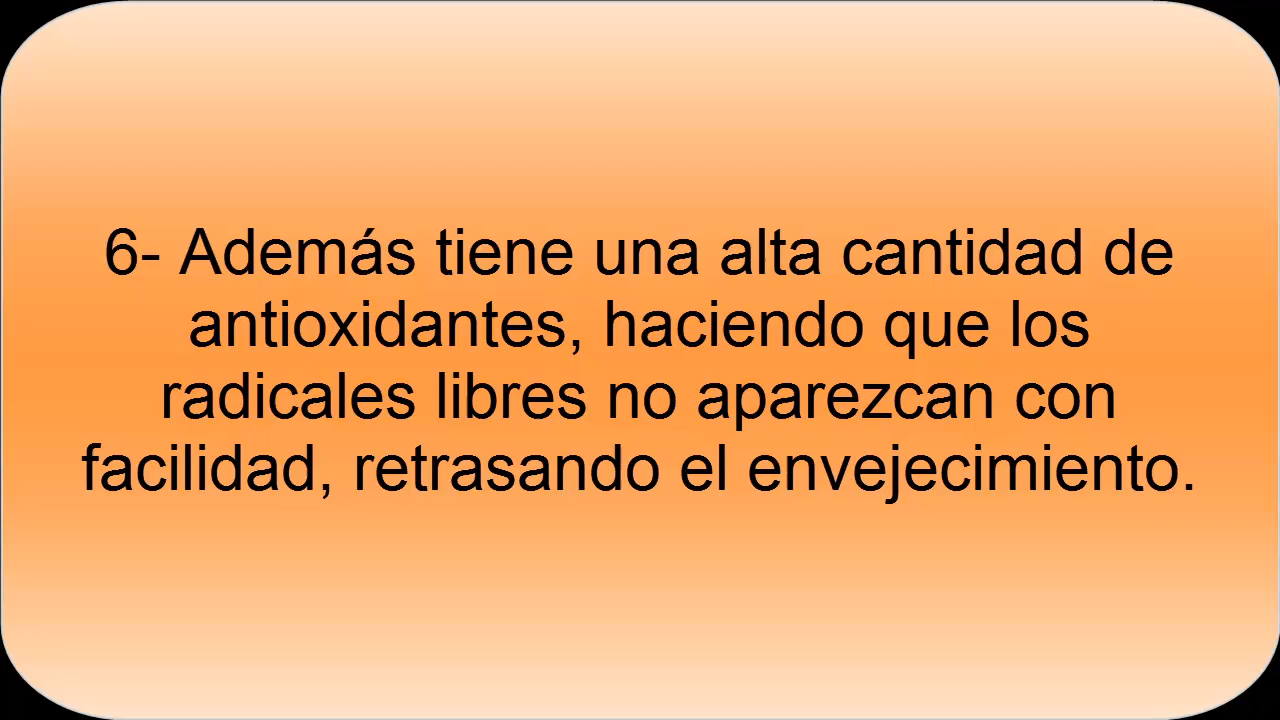 6- Además tiene una alta cantidad de
antioxidantes, haciendo que los
radicales libres no aparezcan con
facilidad, retrasando el envejecimiento.